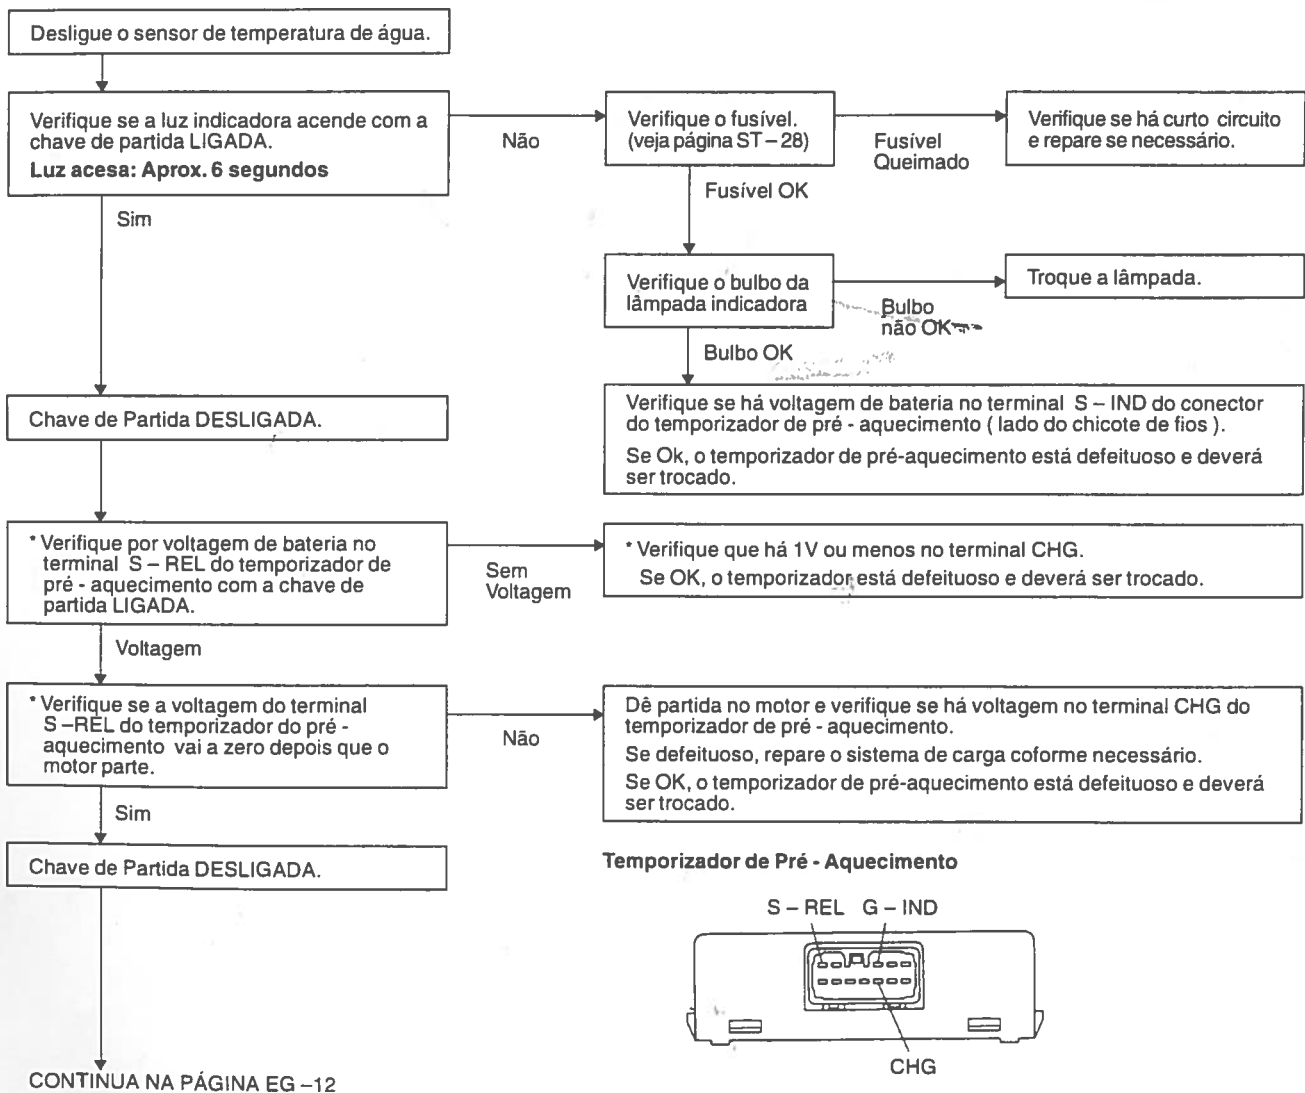 Desligue o sensor de temperatura de água.
Verifique se a luz indicadora acende com a
chave de partida LIGADA.
Luz acesa: Aprox. 6 segundos
Não
Verifique o fusível.
(veja página ST – 28)
Fusível
Queimado
Verifique se há curto circuito
e repare se necessário.
Fusível OK
Sim
Verifique o bulbo da
lâmpada indicadora
Bulbo
não OK
Troque a lâmpada.
Bulbo OK
Chave de Partida DESLIGADA.
Verifique se há voltagem de bateria no terminal S – IND do conector
do temporizador de pré - aquecimento ( lado do chicote de fios ).
Se Ok, o temporizador de pré-aquecimento está defeituoso e deverá
ser trocado.
* Verifique por voltagem de bateria no
terminal S – REL do temporizador de
pré - aquecimento com a chave de
partida LIGADA.
Sem
Voltagem
* Verifique que há 1V ou menos no terminal CHG.
Se OK, o temporizador está defeituoso e deverá ser trocado.
Voltagem
* Verifique se a voltagem do terminal
S –REL do temporizador do pré -
aquecimento vai a zero depois que o
motor parte.
Não
Dê partida no motor e verifique se há voltagem no terminal CHG do
temporizador de pré - aquecimento.
Se defeituoso, repare o sistema de carga coforme necessário.
Se OK, o temporizador de pré-aquecimento está defeituoso e deverá
ser trocado.
Sim
Chave de Partida DESLIGADA.
Temporizador de Pré - Aquecimento
S – REL G – IND
CHG
CONTINUA NA PÁGINA EG –12